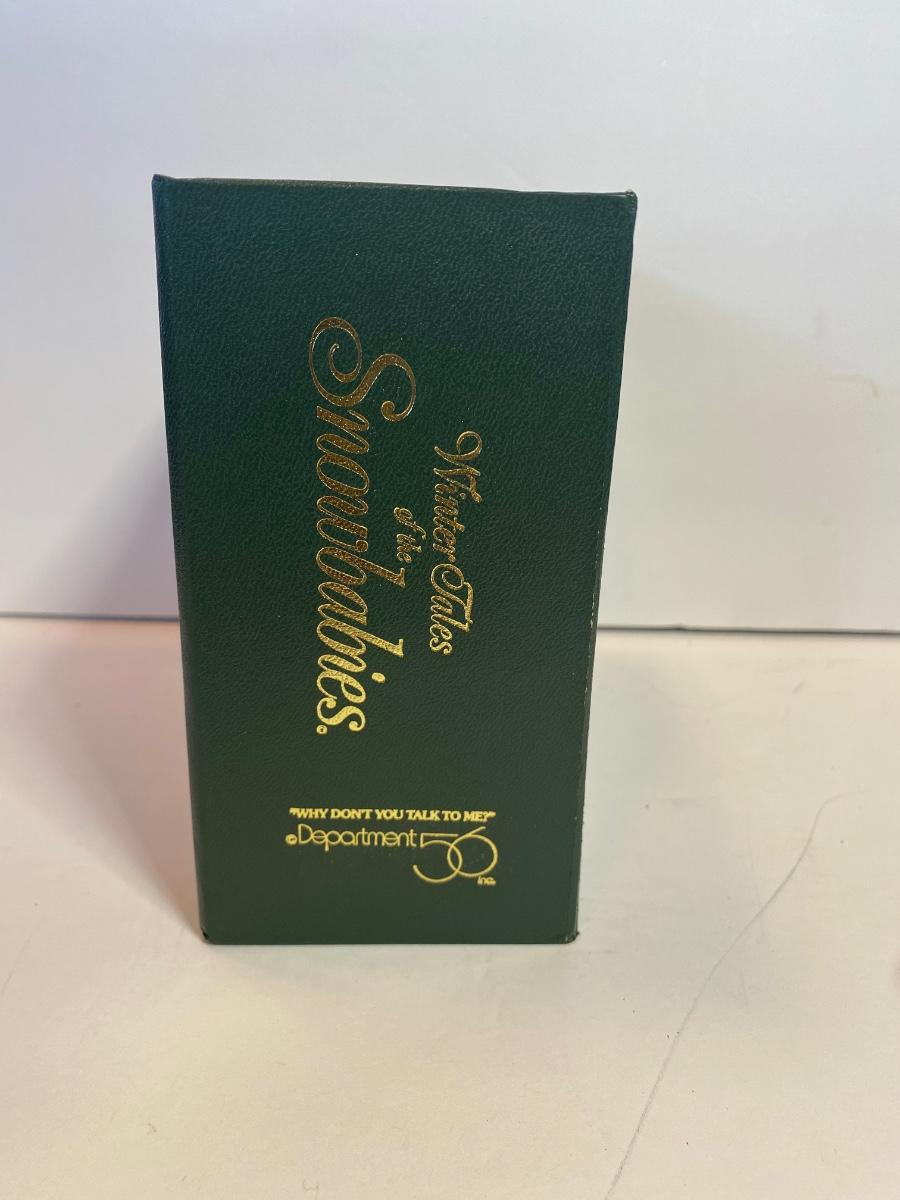 Winter Tales
of the
Snowbabies®
"WHY DON'T YOU TALK TO ME?"
©Department 56 inc.